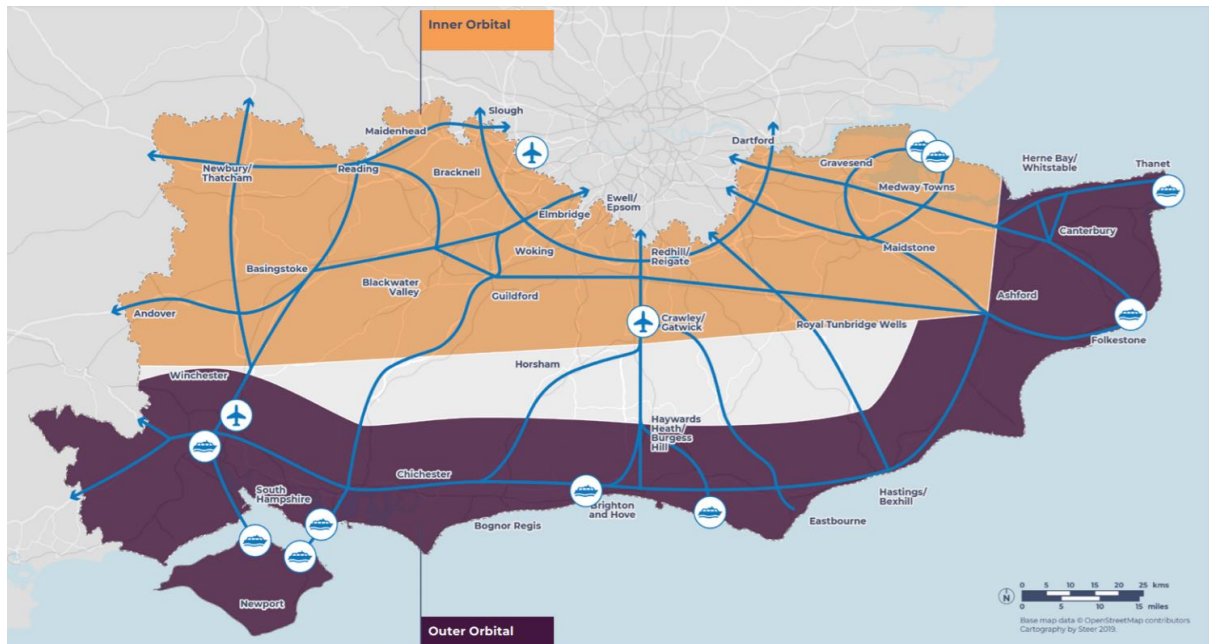 Inner Orbital
Slough
Maidenhead
Dartford
Gravesend
Herne Bay/
Whitstable
Thanet
Newbury/
Thatcham
Reading
Bracknell
Medway Towns
Ewell/
Epsom
Elmbridge
Canterbury
Woking
Redhill/
Reigate
Maidstone
Basingstoke
Blackwater
Valley
Guildford
Ashford
Andover
Crawley/
Gatwick
Royal Tunbridge Wells
Folkestone
Horsham
Winchester
Haywards
Heath/
Burgess
Hill
Chichester
South
Hampshire
Hastings/
Bexhill
Brighton
and Hove
Bognor Regis
Eastbourne
Newport
N
0 5 10 15 20 25 kms
0 5 10 15 miles
Base map data © OpenStreetMap contributors
Cartography by Steer 2019.
Outer Orbital